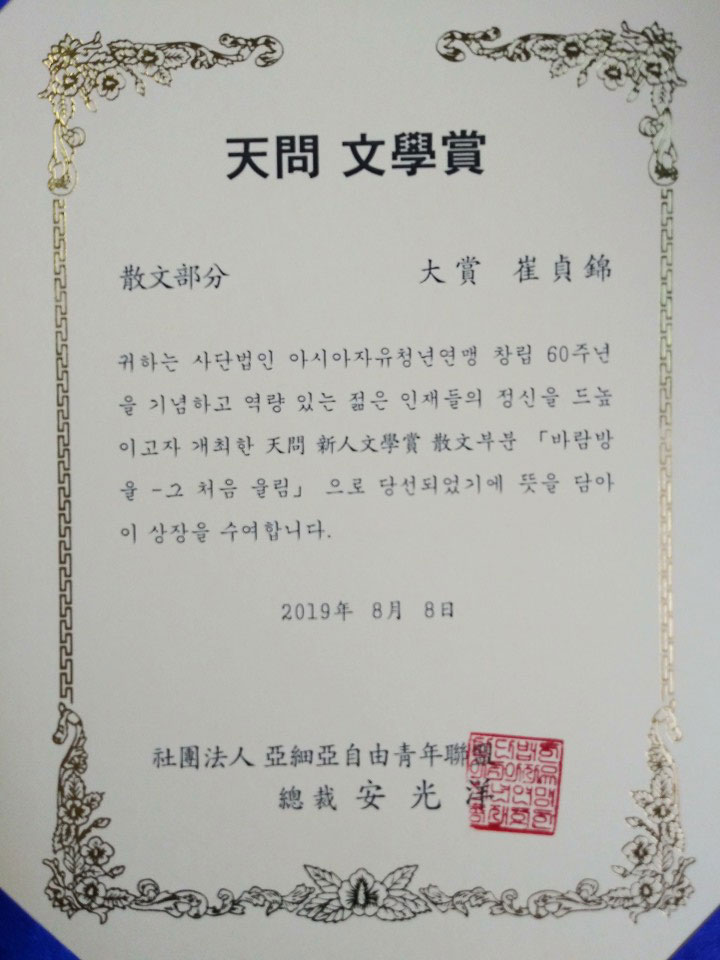 天問 文學賞
散文部分 大賞 崔貞錦
귀하는 사단법인 아시아자유청년연맹 창립 60주년
을 기념하고 역량 있는 젊은 인재들의 정신을 드높
이고자 개최한 天問 新人文學賞 散文부분 「바람방
울 -그 처음 울림」 으로 당선되었기에 뜻을 담아
이 상장을 수여합니다.
2019年 8月 8日
社團法人 亞細亞自由青年聯盟
總裁 安光洋